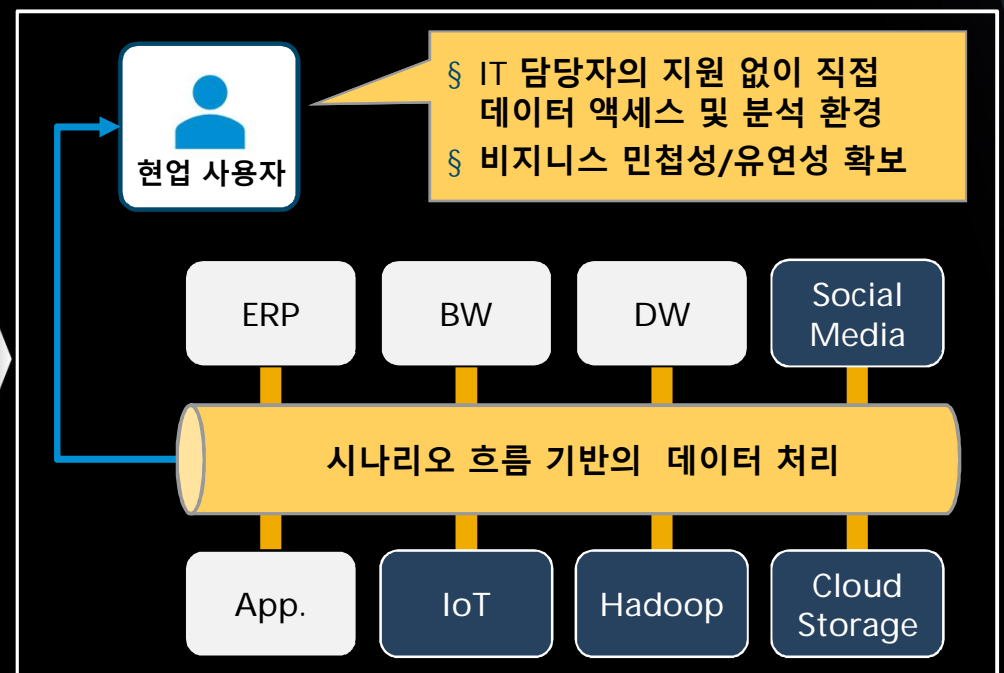 § IT 담당자의 지원 없이 직접
데이터 액세스 및 분석 환경
§ 비지니스 민첩성/유연성 확보
현업 사용자
ERP
BW
DW
Social
Media
시나리오 흐름 기반의 데이터 처리
App.
IoT
Hadoop
Cloud
Storage